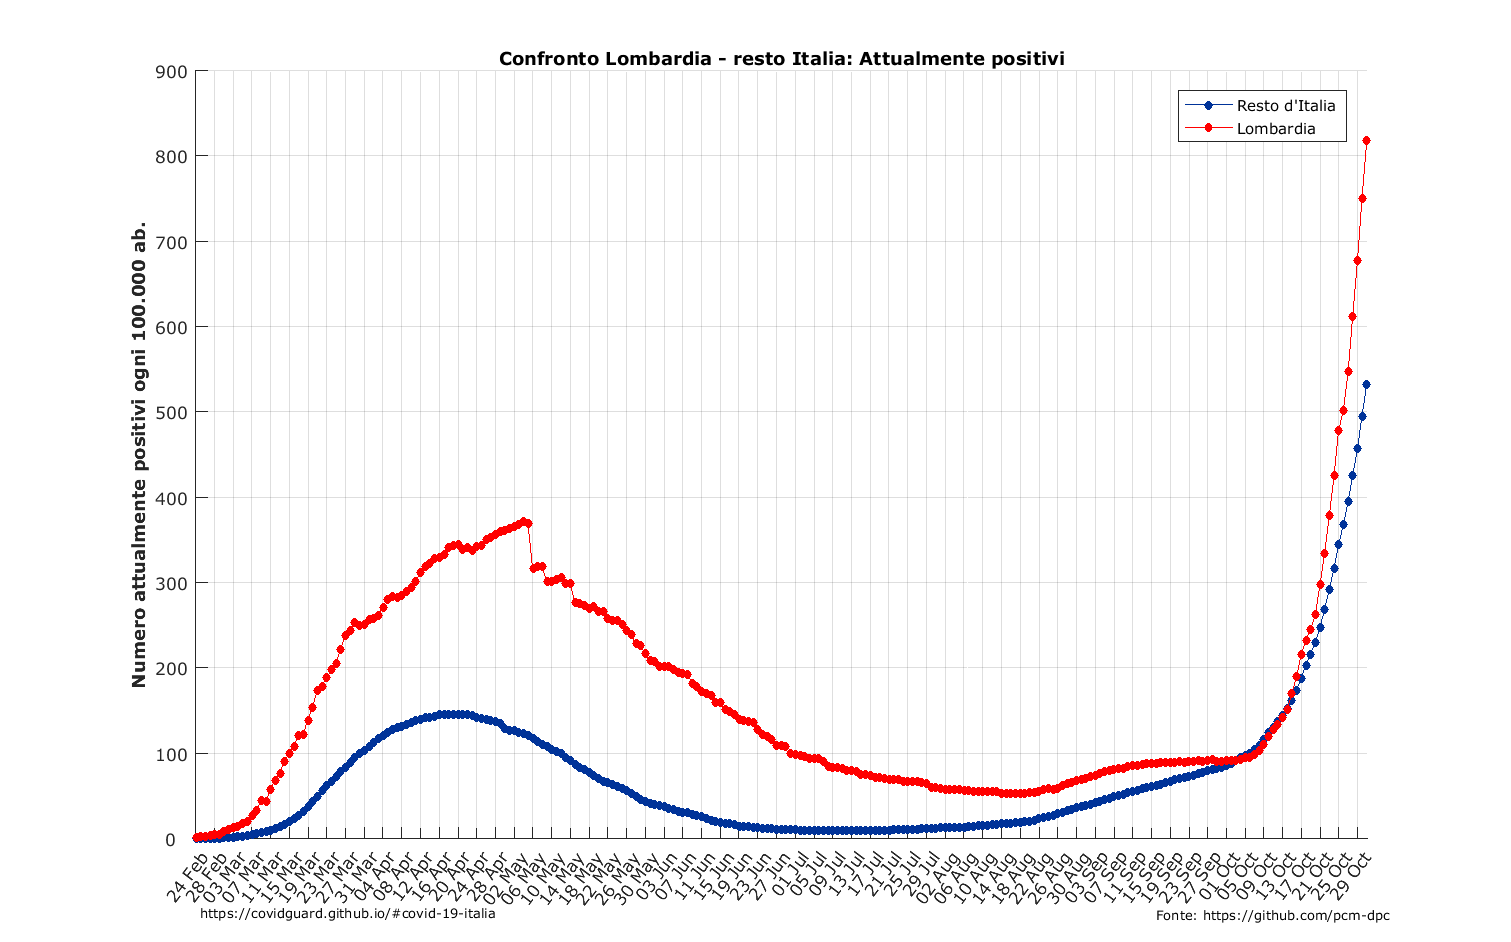 Confronto Lombardia - resto Italia: Attualmente positivi
Resto d'Italia
Lombardia
Numero attualmente positivi ogni 100.000 ab.
900
800
700
600
500
400
300
200
100
0
24 Feb
28 Feb
03 Mar
07 Mar
11 Mar
15 Mar
19 Mar
23 Mar
27 Mar
31 Mar
04 Apr
08 Apr
12 Apr
16 Apr
20 Apr
24 Apr
28 Apr
02 May
06 May
10 May
14 May
18 May
22 May
26 May
30 May
03 Jun
07 Jun
11 Jun
15 Jun
19 Jun
23 Jun
27 Jun
01 Jul
05 Jul
09 Jul
13 Jul
17 Jul
21 Jul
25 Jul
29 Jul
02 Aug
06 Aug
10 Aug
14 Aug
18 Aug
22 Aug
26 Aug
30 Aug
03 Sep
07 Sep
11 Sep
15 Sep
19 Sep
23 Sep
27 Sep
01 Oct
05 Oct
09 Oct
13 Oct
17 Oct
21 Oct
25 Oct
29 Oct
https://covidguard.github.io/#covid-19-italia
Fonte: https://github.com/pcm-dpc